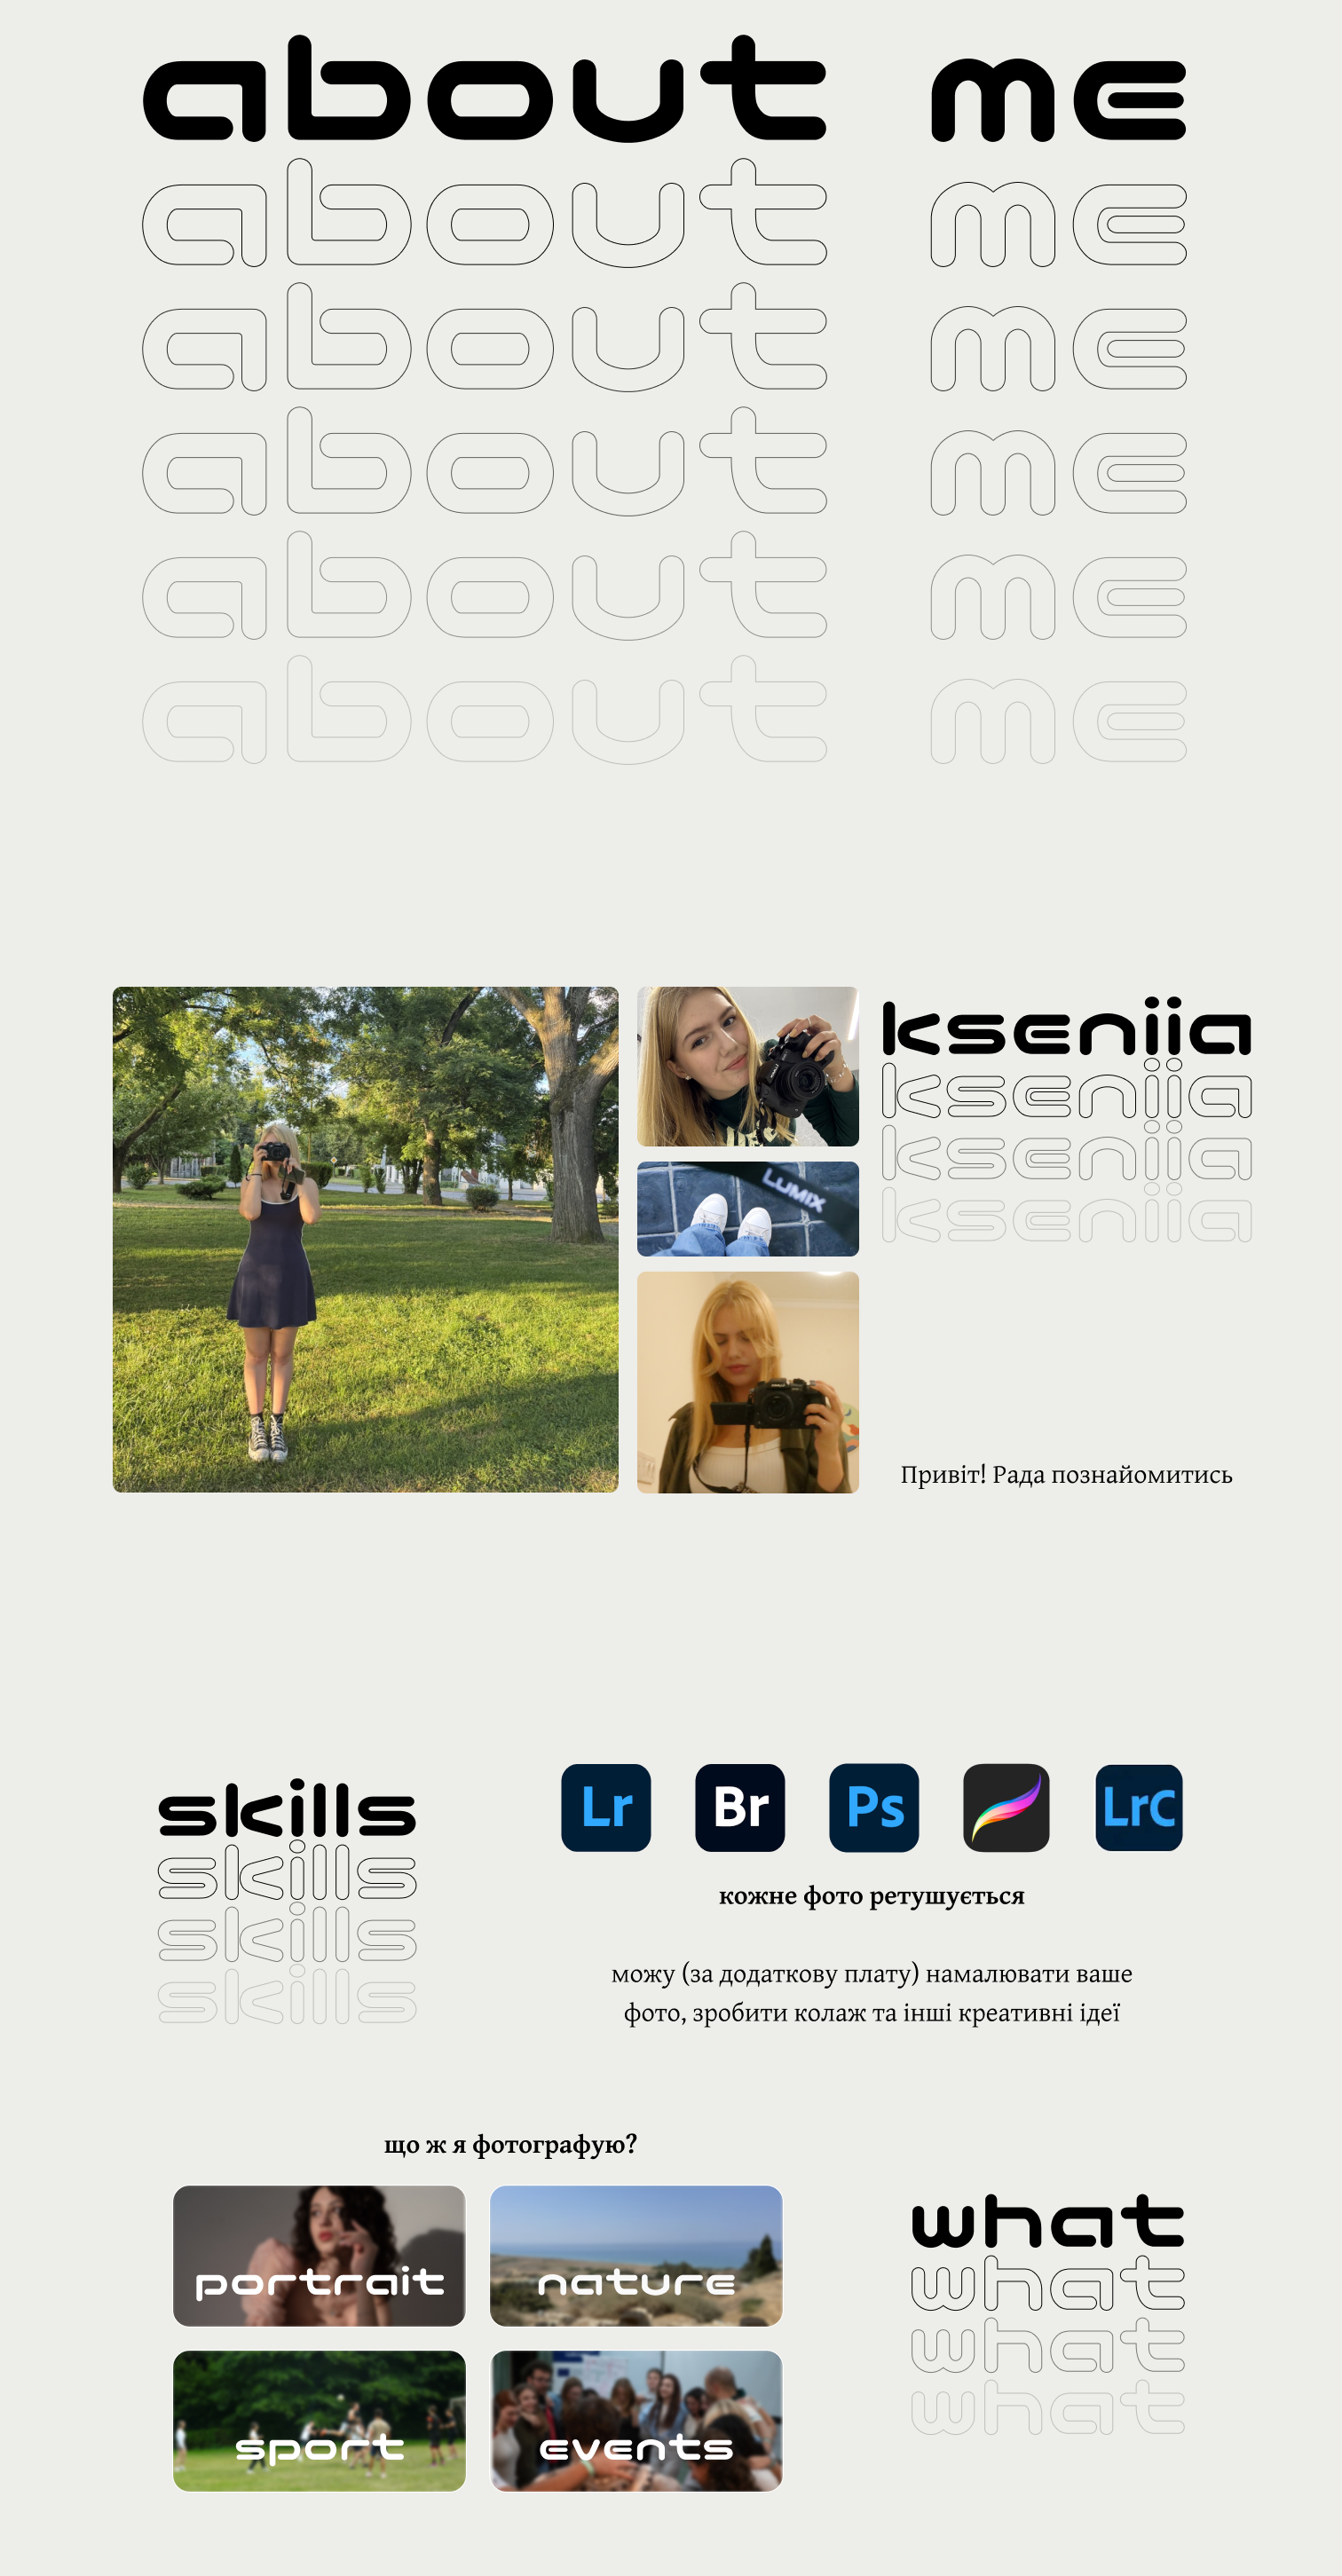 about me
about me
about me
about me
about me
about me
kseniia
kseniia
kseniia
kseniia
LUMIX
Привіт! Рада познайомитись
skills
skills
skills
skills
Lr Br Ps LrC
кожне фото ретушується
можу (за додаткову плату) намалювати ваше
фото, зробити колаж та інші креативні ідеї
що ж я фотографую?
portrait nature
sport events
what
what
what
what